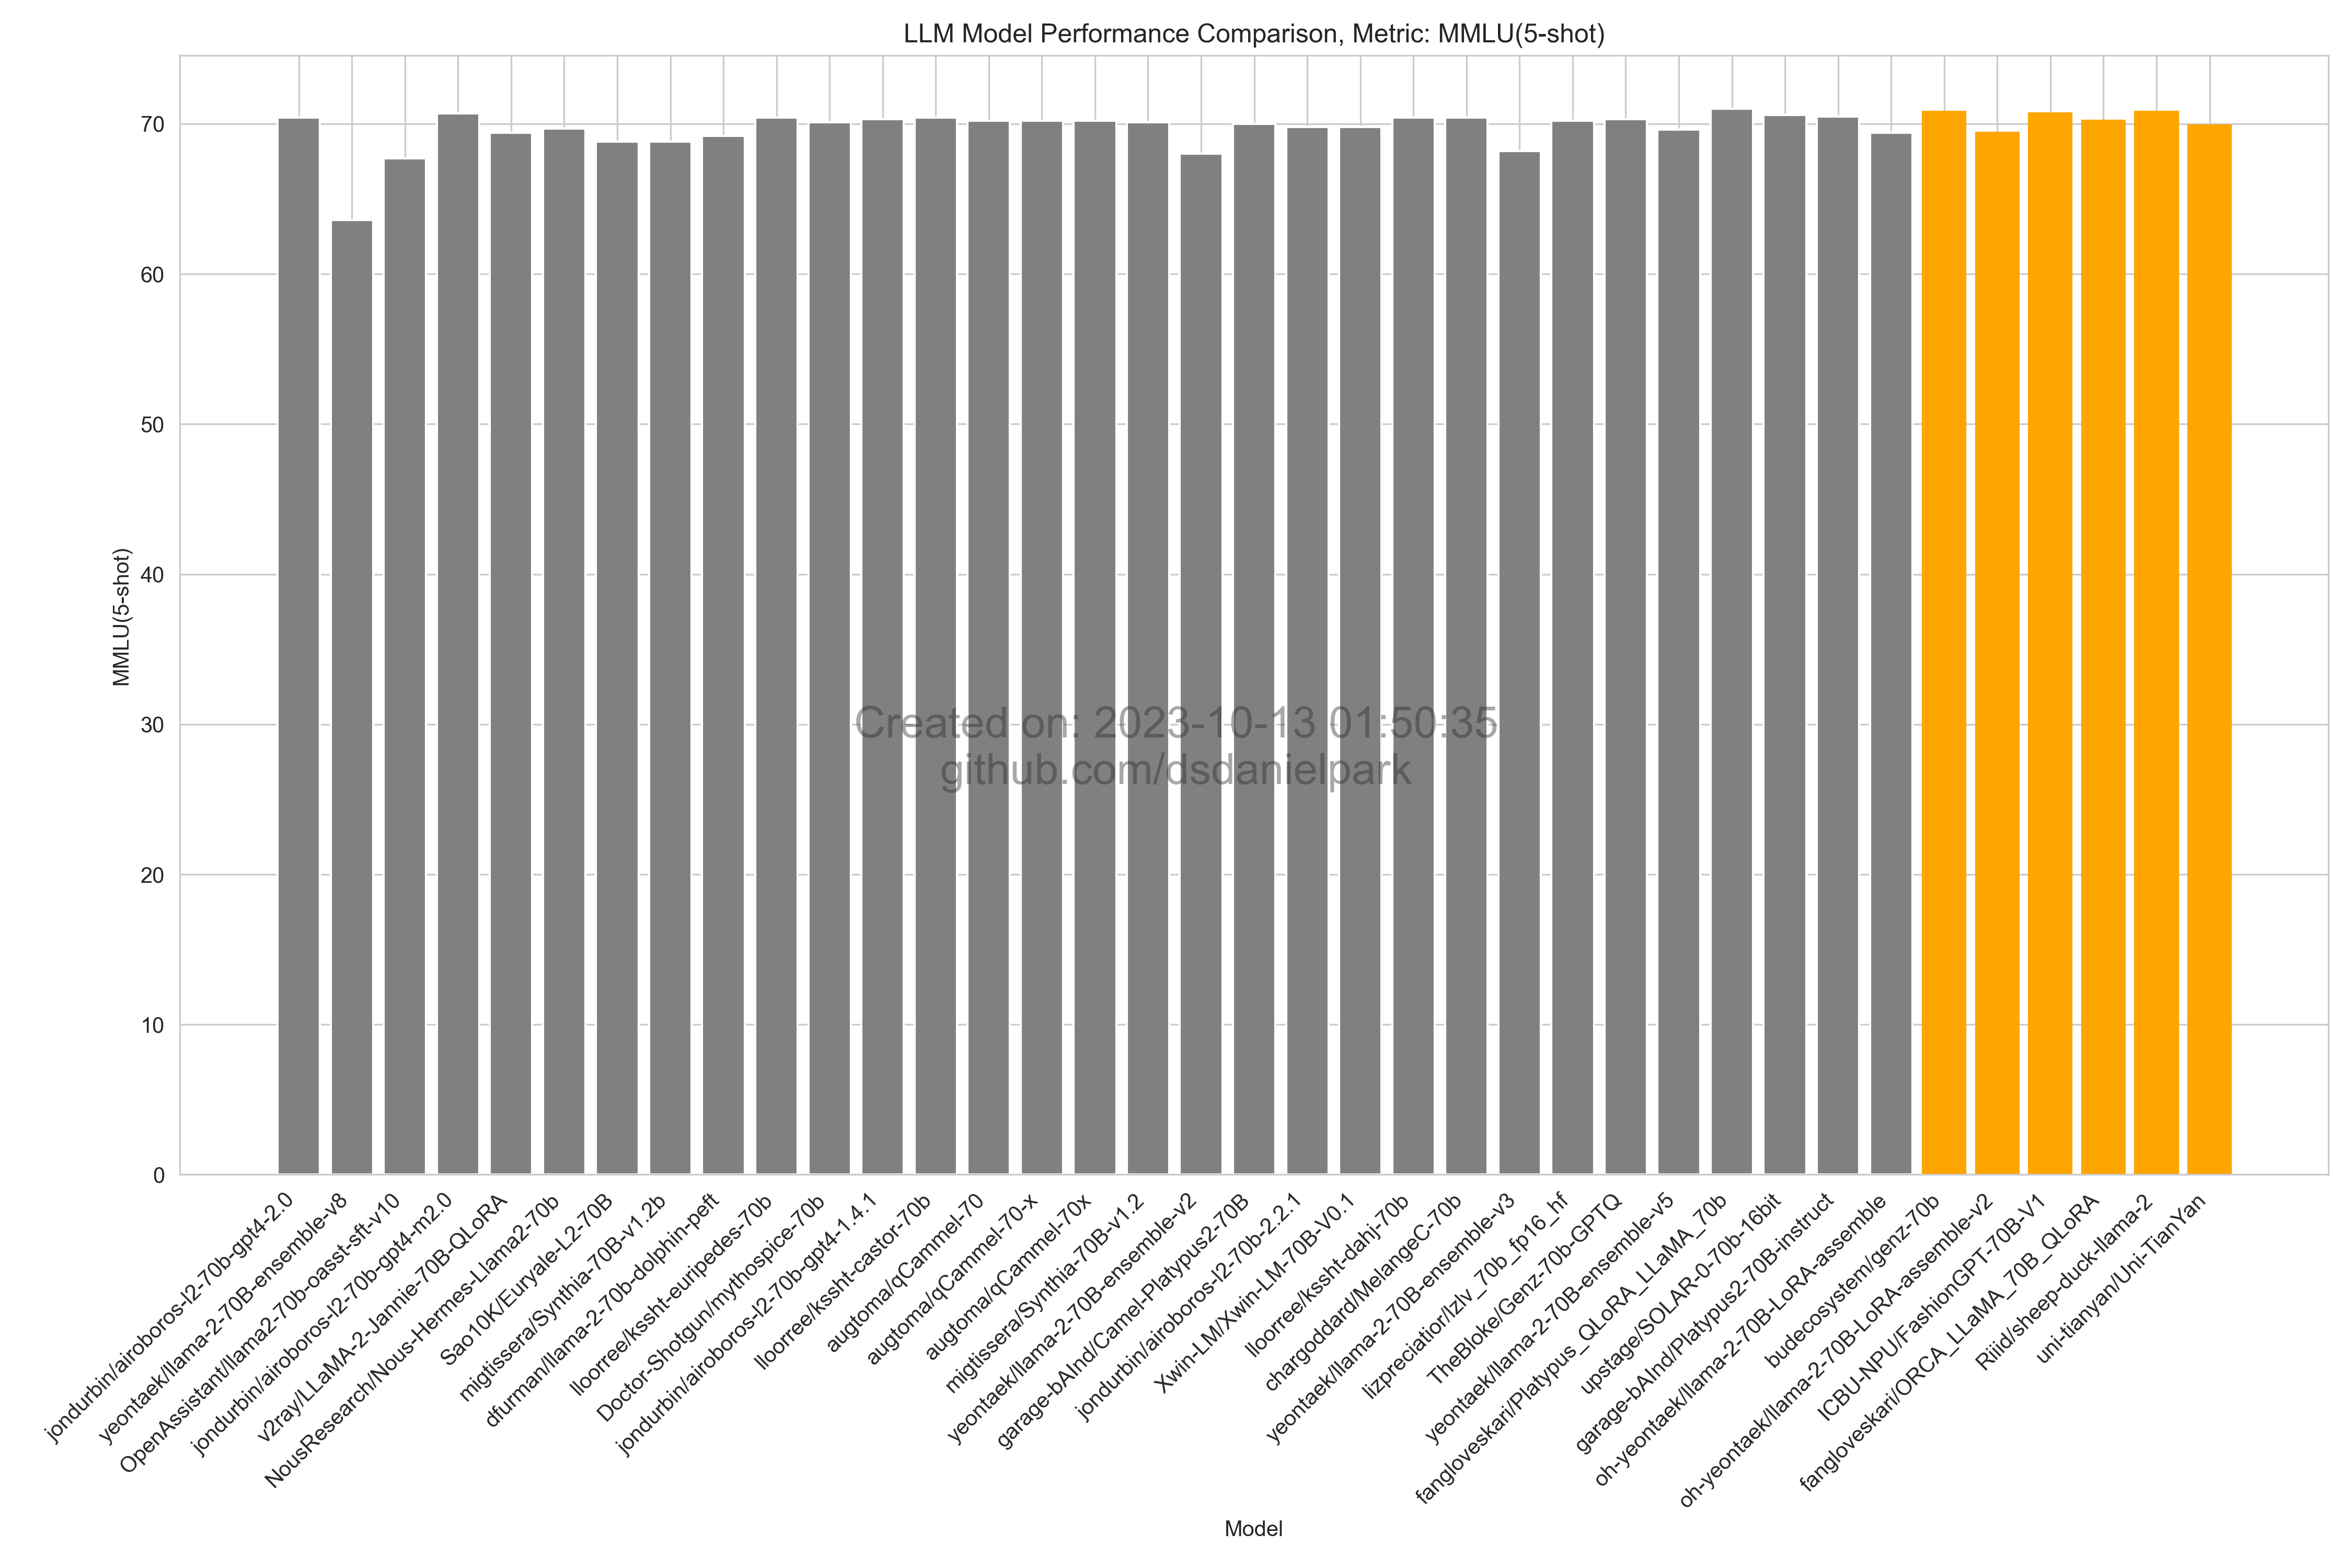 LLM Model Performance Comparison, Metric: MMLU(5-shot)
MMLU(5-shot)
70
60
50
40
30
20
10
0
Created on: 2023-10-13 01:50:35
github.com/dsdanielpark
jondurbin/airoboros-l2-70b-gpt4-2.0
yeontaek/llama-2-70B-ensemble-v8
OpenAssistant/llama2-70b-oasst-sft-v10
jondurbin/airoboros-l2-70b-gpt4-m2.0
v2ray/LLaMA-2-Jannie-70B-QLoRA
NousResearch/Nous-Hermes-Llama2-70b
Sao10K/Euryale-L2-70B
migtissera/Synthia-70B-v1.2b
dfurman/llama-2-70b-dolphin-peft
lloorree/kssht-euripedes-70b
Doctor-Shotgun/mythospice-70b
jondurbin/airoboros-l2-70b-gpt4-1.4.1
lloorree/kssht-castor-70b
augtoma/qCammel-70
augtoma/qCammel-70-x
augtoma/qCammel-70x
migtissera/Synthia-70B-v1.2
yeontaek/llama-2-70B-ensemble-v2
garage-bAInd/Camel-Platypus2-70B
jondurbin/airoboros-l2-70b-2.2.1
Xwin-LM/Xwin-LM-70B-V0.1
lloorree/kssht-dahj-70b
chargoddard/MelangeC-70b
yeontaek/llama-2-70B-ensemble-v3
lizpreciatior/lzlv_70b_fp16_hf
TheBloke/Genz-70b-GPTQ
yeontaek/llama-2-70B-ensemble-v5
fangloveskari/Platypus_QLoRA_LLaMA_70b
upstage/SOLAR-0-70b-16bit
garage-bAInd/Platypus2-70B-instruct
oh-yeontaek/llama-2-70B-LoRA-assemble
budecosystem/genz-70b
oh-yeontaek/llama-2-70B-LoRA-assemble-v2
ICBU-NPU/FashionGPT-70B-V1
fangloveskari/ORCA_LLaMA_70B_QLoRA
Riiid/sheep-duck-llama-2
uni-tianyan/Uni-TianYan
Model